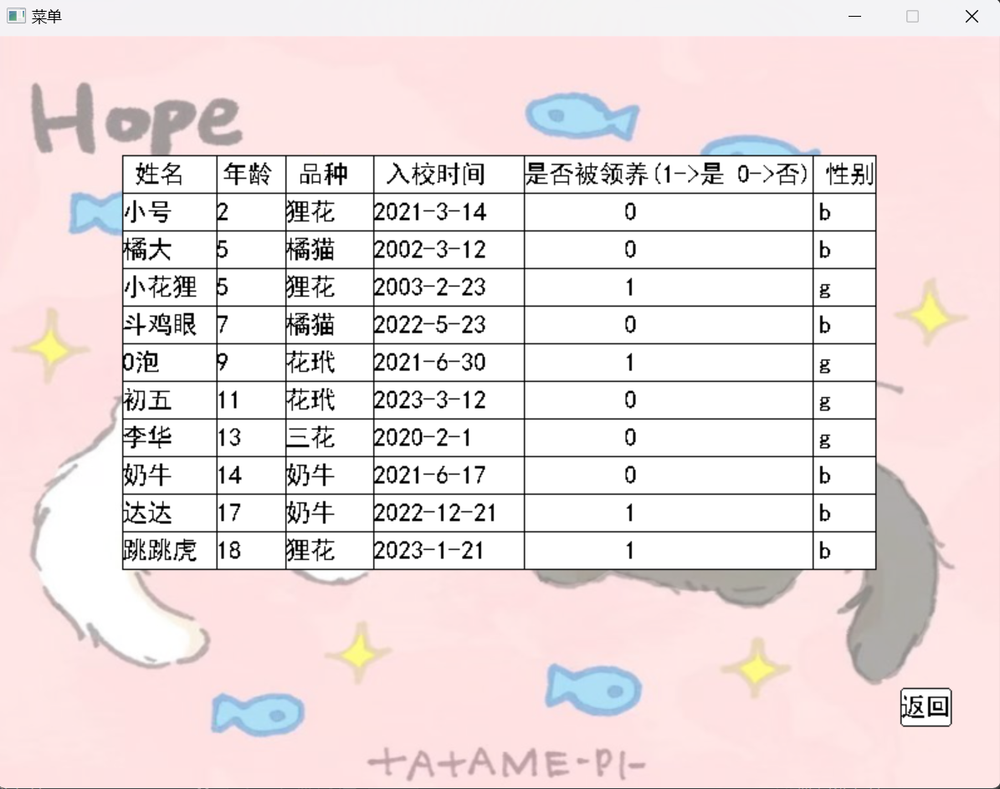 菜单
Hope
姓名 年龄 品种 入校时间 是否被领养(1->是 0->否) 性别
小号 2 狸花 2021-3-14 0 b
橘大 5 橘猫 2002-3-12 0 b
小花狸 5 狸花 2003-2-23 1 g
斗鸡眼 7 橘猫 2022-5-23 0 b
0泡 9 花玳 2021-6-30 1 g
初五 11 花玳 2023-3-12 0 g
李华 13 三花 2020-2-1 0 g
奶牛 14 奶牛 2021-6-17 0 b
达达 17 奶牛 2022-12-21 1 b
跳跳虎 18 狸花 2023-1-21 1 b
返回
tAtAME-PI-